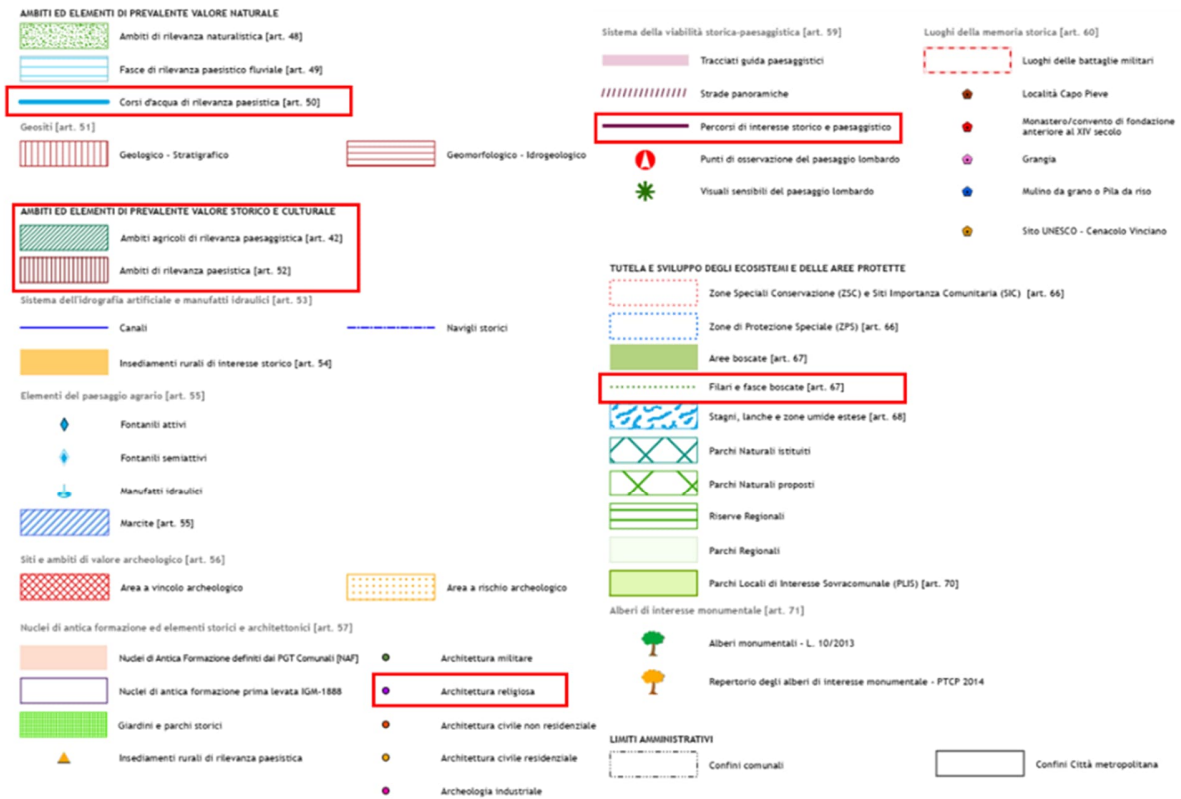 AMBITI ED ELEMENTI DI PREVALENTE VALORE NATURALE
Ambiti di rilevanza naturalistica [art. 48]
Fasce di rilevanza paesistico fluviale [art. 49]
Corsi d'acqua di rilevanza paesistica [art. 50]
Geositi [art. 51]
Geologico - Stratigrafico
Geomorfologico - Idrogeologico
AMBITI ED ELEMENTI DI PREVALENTE VALORE STORICO E CULTURALE
Ambiti agricoli di rilevanza paesaggistica [art. 42]
Ambiti di rilevanza paesistica [art. 52]
Sistema dell'idrografia artificiale e manufatti idraulici [art. 53]
Canali
Navigli storici
Insediamenti rurali di interesse storico [art. 54]
Elementi del paesaggio agrario [art. 55]
Fontanili attivi
Fontanili semiattivi
Manufatti idraulici
Marcite [art. 55]
Siti e ambiti di valore archeologico [art. 56]
Area a vincolo archeologico
Area a rischio archeologico
Nuclei di antica formazione ed elementi storici e architettonici [art. 57]
Nuclei di Antica Formazione definiti dai PGT Comunali [NAF]
Nuclei di antica formazione prima levata IGM-1888
Giardini e parchi storici
Insediamenti rurali di rilevanza paesistica
Architettura militare
Architettura religiosa
Architettura civile non residenziale
Architettura civile residenziale
Archeologia industriale
Sistema della viabilità storica-paesaggistica [art. 59]
Tracciati guida paesaggistici
Strade panoramiche
Percorsi di interesse storico e paesaggistico
Punti di osservazione del paesaggio lombardo
Visuali sensibili del paesaggio lombardo
Luoghi della memoria storica [art. 60]
Luoghi delle battaglie militari
Località Capo Pieve
Monastero/convento di fondazione
anteriore al XIV secolo
Grangia
Mulino da grano o Pila da riso
Sito UNESCO - Cenacolo Vinciano
TUTELA E SVILUPPO DEGLI ECOSISTEMI E DELLE AREE PROTETTE
Zone Speciali Conservazione (ZSC) e Siti Importanza Comunitaria (SIC) [art. 66]
Zone di Protezione Speciale (ZPS) [art. 66]
Aree boscate [art. 67]
Filari e fasce boscate [art. 67]
Stagni, lanche e zone umide estese [art. 68]
Parchi Naturali istituiti
Parchi Naturali proposti
Riserve Regionali
Parchi Regionali
Parchi Locali di Interesse Sovracomunale (PLIS) [art. 70]
Alberi di interesse monumentale [art. 71]
Alberi monumentali - L. 10/2013
Repertorio degli alberi di interesse monumentale - PTCP 2014
LIMITI AMMINISTRATIVI
Confini comunali
Confini Città metropolitana